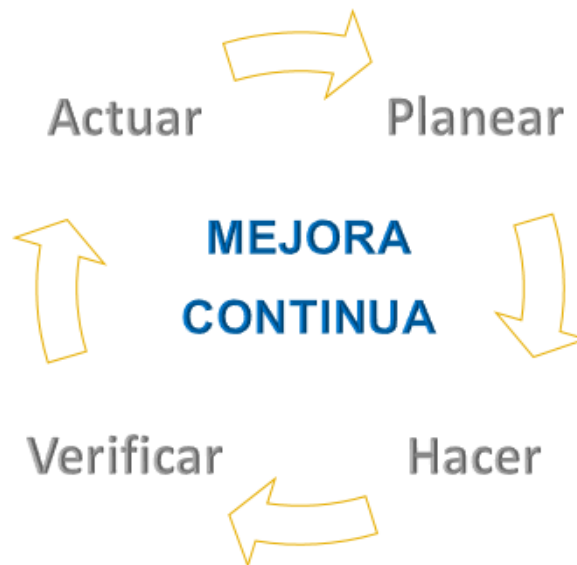 Actuar
Planear
MEJORA
CONTINUA
Verificar
Hacer